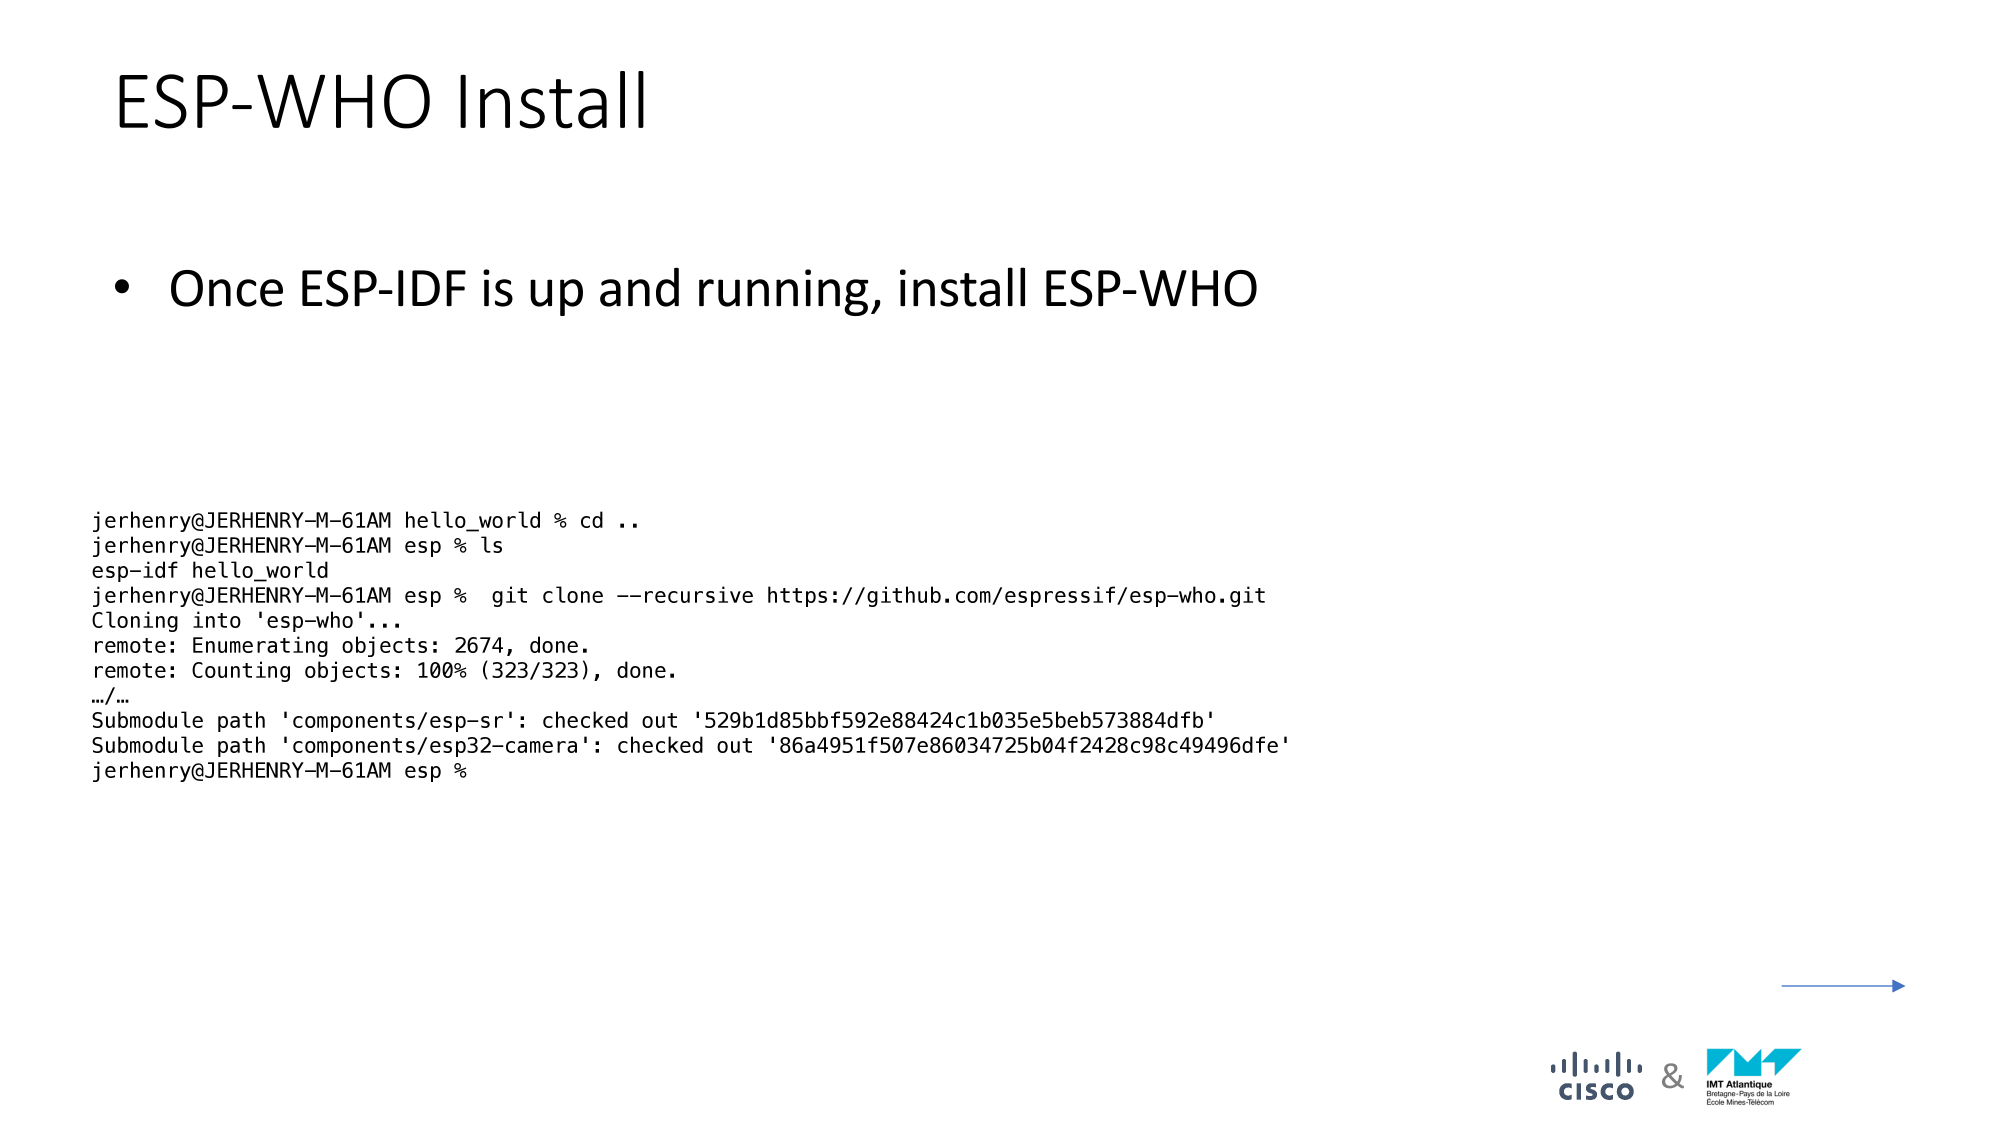 ESP-WHO Install
• Once ESP-IDF is up and running, install ESP-WHO
jerhenry@JERHENRY-M-61AM hello_world % cd ..
jerhenry@JERHENRY-M-61AM esp % ls
esp-idf hello_world
jerhenry@JERHENRY-M-61AM esp %  git clone --recursive https://github.com/espressif/esp-who.git
Cloning into 'esp-who'...
remote: Enumerating objects: 2674, done.
remote: Counting objects: 100% (323/323), done.
…/…
Submodule path 'components/esp-sr': checked out '529b1d85bbf592e88424c1b035e5beb573884dfb'
Submodule path 'components/esp32-camera': checked out '86a4951f507e86034725b04f2428c98c49496dfe'
jerhenry@JERHENRY-M-61AM esp %
CISCO & IMT Atlantique
Bretagne-Pays de la Loire
École Mines-Télécom